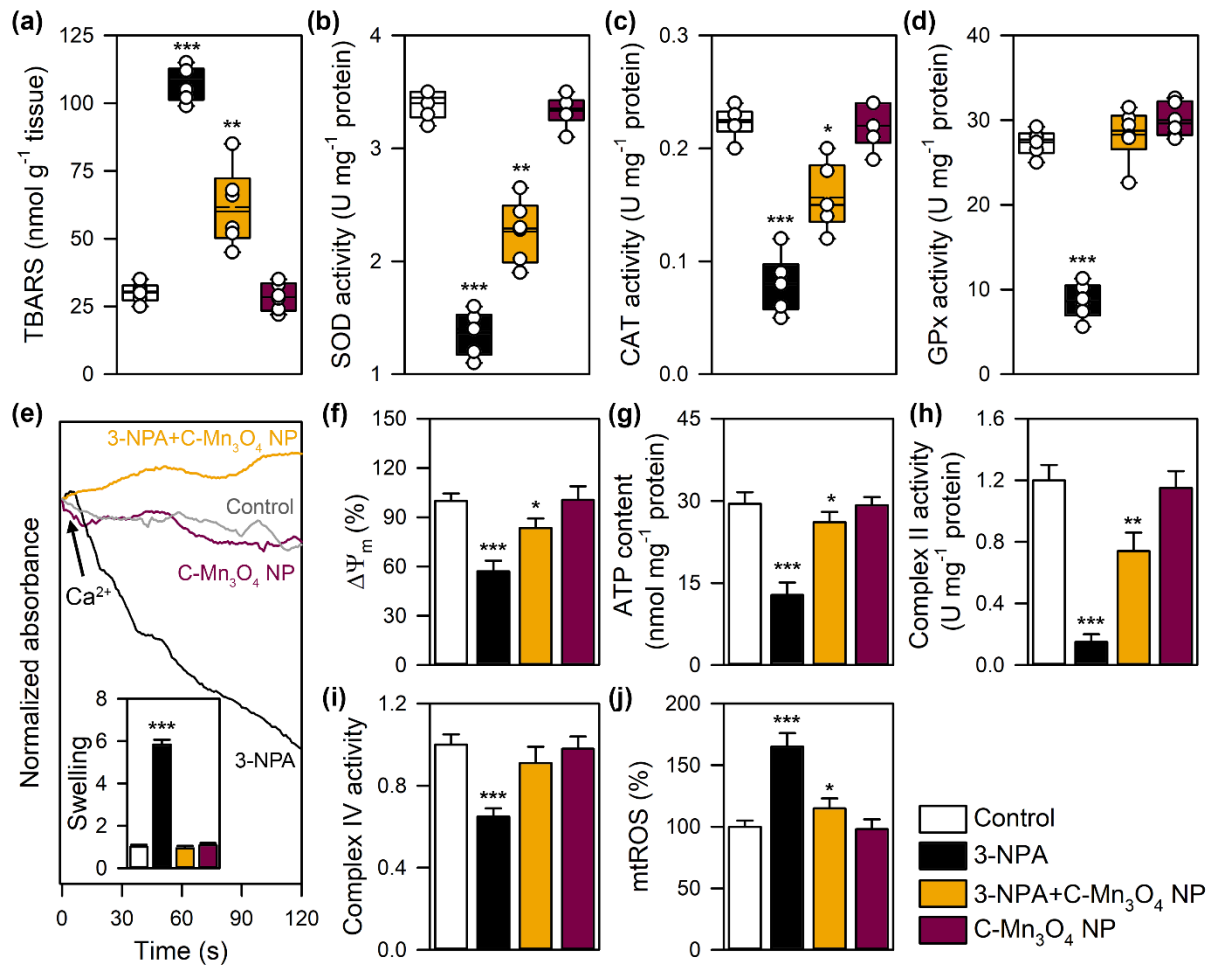 (a)
TBARS (nmol g⁻¹ tissue)
125
100
75
50
25
0
***
**
(b)
SOD activity (U mg⁻¹ protein)
4
3
2
1
***
**
(c)
CAT activity (U mg⁻¹ protein)
0.3
0.2
0.1
0.0
***
*
(d)
GPx activity (U mg⁻¹ protein)
40
30
20
10
0
***
(e)
Normalized absorbance
3-NPA+C-Mn₃O₄ NP
Control
C-Mn₃O₄ NP
Ca²⁺
3-NPA
Swelling
8
6
4
2
0
***
0
30
60
90
120
Time (s)
(f)
ΔΨₘ (%)
150
120
90
60
30
0
***
*
(g)
ATP content
(nmol mg⁻¹ protein)
45
30
15
0
***
*
(h)
Complex II activity
(U mg⁻¹ protein)
1.6
1.2
0.8
0.4
0.0
***
**
(i)
Complex IV activity
1.2
0.8
0.4
0.0
***
(j)
mtROS (%)
200
150
100
50
0
***
*
Control
3-NPA
3-NPA+C-Mn₃O₄ NP
C-Mn₃O₄ NP